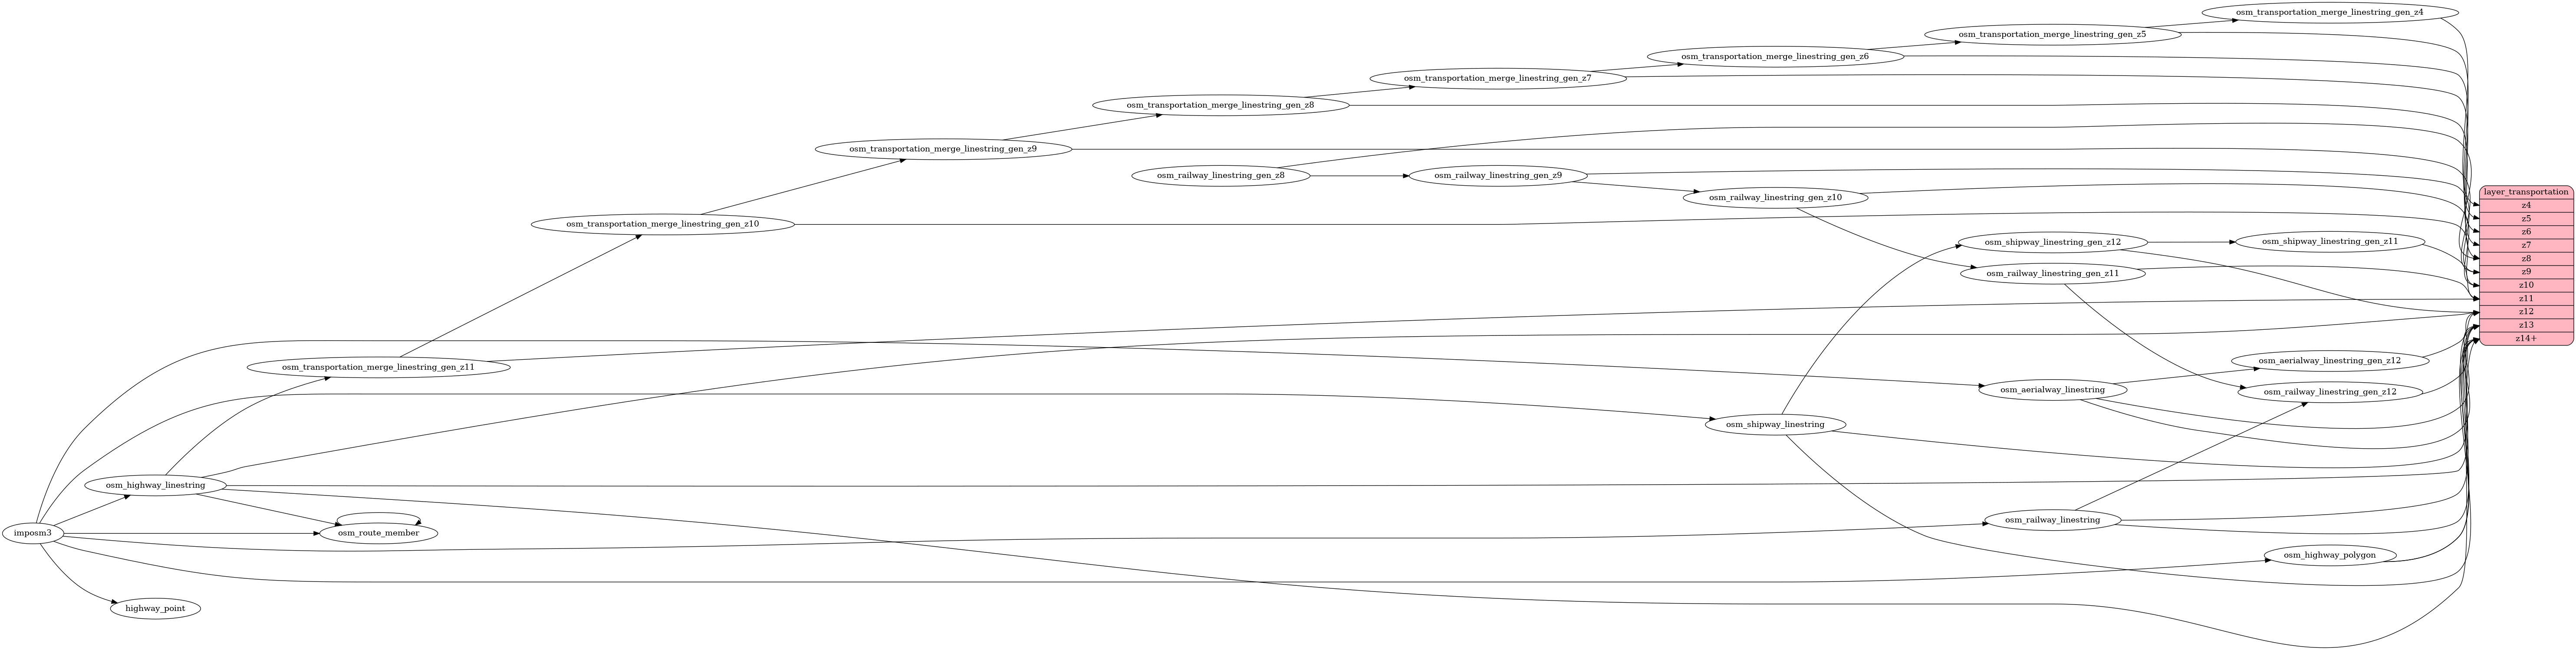 osm_transportation_merge_linestring_gen_z4
osm_transportation_merge_linestring_gen_z5
osm_transportation_merge_linestring_gen_z6
osm_transportation_merge_linestring_gen_z7
osm_transportation_merge_linestring_gen_z8
osm_transportation_merge_linestring_gen_z9
osm_railway_linestring_gen_z8
osm_railway_linestring_gen_z9
osm_railway_linestring_gen_z10
osm_transportation_merge_linestring_gen_z10
osm_shipway_linestring_gen_z12
osm_shipway_linestring_gen_z11
osm_railway_linestring_gen_z11
layer_transportation
z4
z5
z6
z7
z8
z9
z10
z11
z12
z13
z14+
osm_transportation_merge_linestring_gen_z11
osm_aerialway_linestring_gen_z12
osm_aerialway_linestring
osm_railway_linestring_gen_z12
osm_shipway_linestring
osm_highway_linestring
osm_railway_linestring
imposm3
osm_route_member
osm_highway_polygon
highway_point